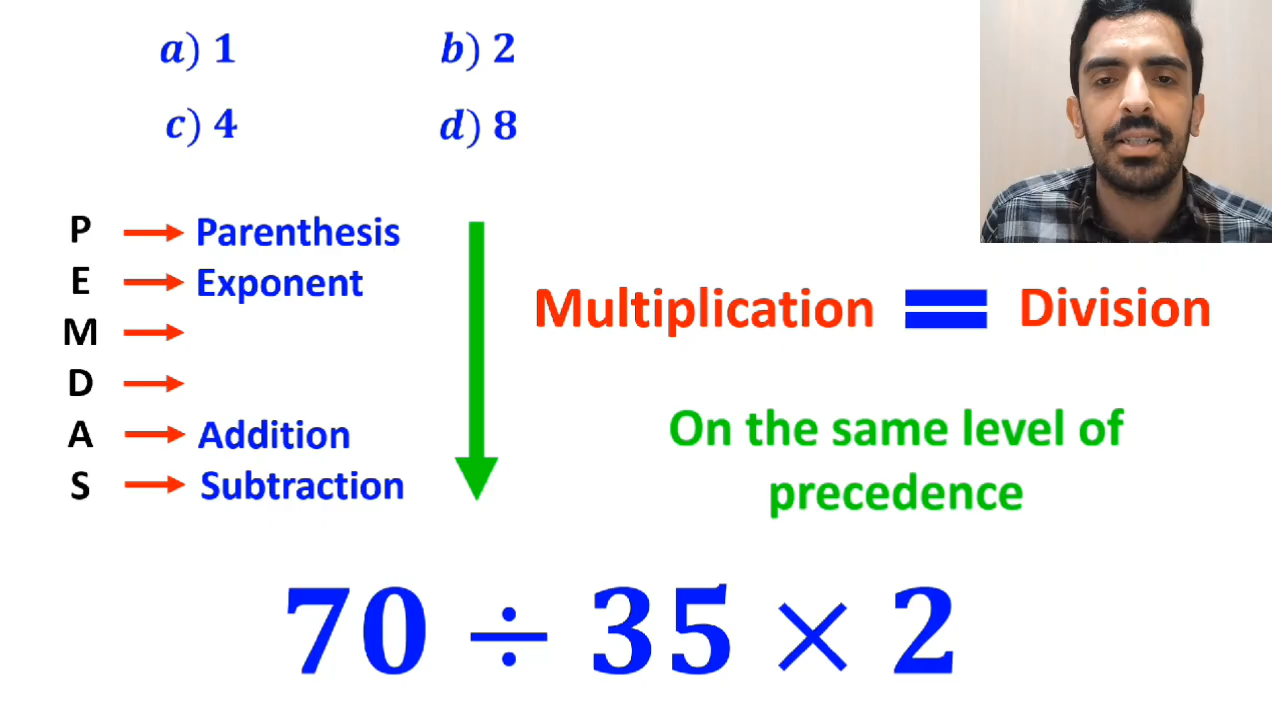 a) 1 b) 2
c) 4 d) 8
P Parenthesis
E Exponent
M
D
A Addition
S Subtraction
Multiplication = Division
On the same level of
precedence
70 ÷ 35 × 2